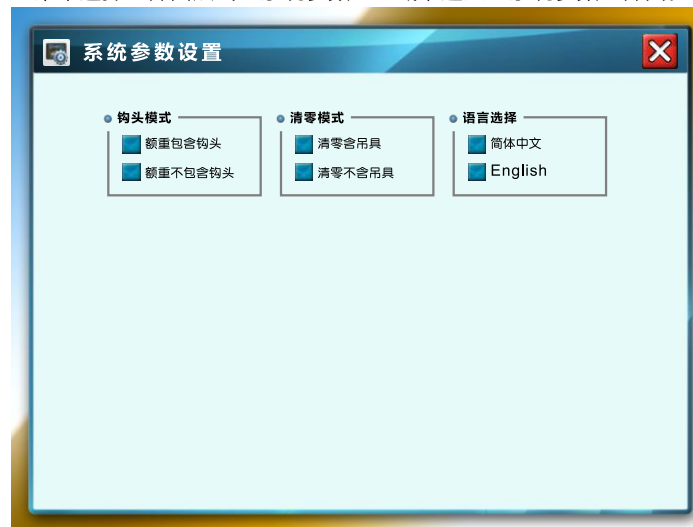 系统参数设置
钩头模式
额重包含钩头
额重不包含钩头
清零模式
清零含吊具
清零不含吊具
语言选择
简体中文
English